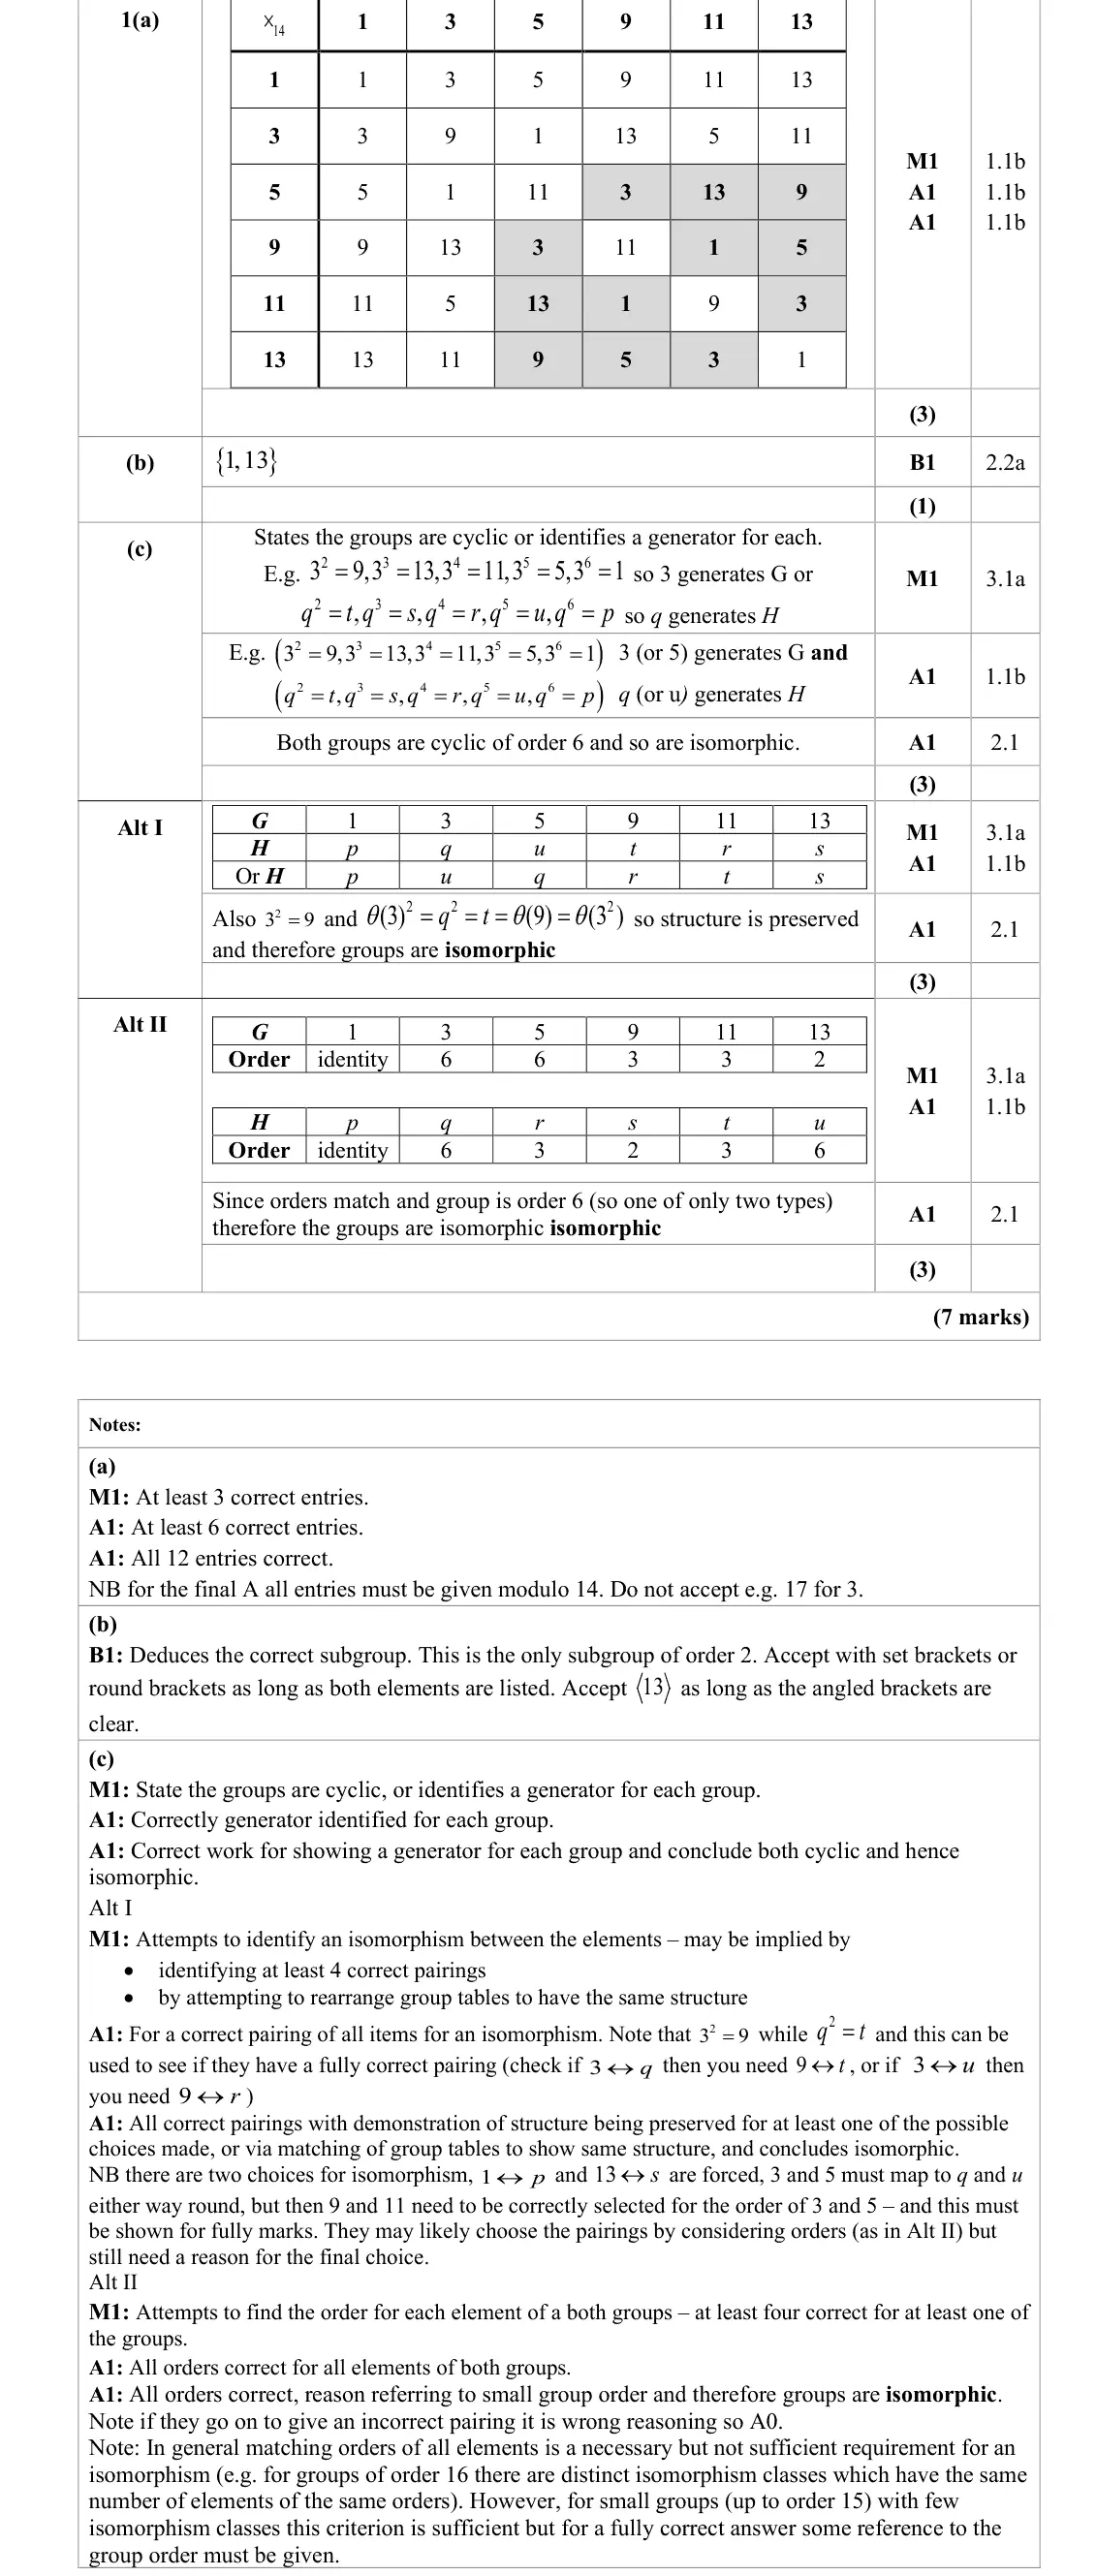 1(a)
×₁₄ 1 3 5 9 11 13
1 1 3 5 9 11 13
3 3 9 1 13 5 11
5 5 1 11 3 13 9
9 9 13 3 11 1 5
11 11 5 13 1 9 3
13 13 11 9 5 3 1
M1 1.1b
A1 1.1b
A1 1.1b
(3)
(b) {1,13} B1 2.2a
(1)
(c)
States the groups are cyclic or identifies a generator for each.
E.g. 3² = 9, 3³ = 13, 3⁴ = 11, 3⁵ = 5, 3⁶ = 1 so 3 generates G or
q² = t, q³ = s, q⁴ = r, q⁵ = u, q⁶ = p so q generates H
M1 3.1a
E.g. (3² = 9, 3³ = 13, 3⁴ = 11, 3⁵ = 5, 3⁶ = 1) 3 (or 5) generates G and
(q² = t, q³ = s, q⁴ = r, q⁵ = u, q⁶ = p) q (or u) generates H
A1 1.1b
Both groups are cyclic of order 6 and so are isomorphic. A1 2.1
(3)
Alt I
G 1 3 5 9 11 13
H p q u t r s
Or H p u q r t s
M1 3.1a
A1 1.1b
Also 3² = 9 and θ(3)² = q² = t = θ(9) = θ(3²) so structure is preserved
and therefore groups are isomorphic
A1 2.1
(3)
Alt II
G 1 3 5 9 11 13
Order identity 6 6 3 3 2
H p q r s t u
Order identity 6 3 2 3 6
M1 3.1a
A1 1.1b
Since orders match and group is order 6 (so one of only two types)
therefore the groups are isomorphic isomorphic
A1 2.1
(3)
(7 marks)
Notes:
(a)
M1: At least 3 correct entries.
A1: At least 6 correct entries.
A1: All 12 entries correct.
NB for the final A all entries must be given modulo 14. Do not accept e.g. 17 for 3.
(b)
B1: Deduces the correct subgroup. This is the only subgroup of order 2. Accept with set brackets or
round brackets as long as both elements are listed. Accept ⟨13⟩ as long as the angled brackets are
clear.
(c)
M1: State the groups are cyclic, or identifies a generator for each group.
A1: Correctly generator identified for each group.
A1: Correct work for showing a generator for each group and conclude both cyclic and hence
isomorphic.
Alt I
M1: Attempts to identify an isomorphism between the elements – may be implied by
• identifying at least 4 correct pairings
• by attempting to rearrange group tables to have the same structure
A1: For a correct pairing of all items for an isomorphism. Note that 3² = 9 while q² = t and this can be
used to see if they have a fully correct pairing (check if 3 ↔ q then you need 9 ↔ t, or if 3 ↔ u then
you need 9 ↔ r)
A1: All correct pairings with demonstration of structure being preserved for at least one of the possible
choices made, or via matching of group tables to show same structure, and concludes isomorphic.
NB there are two choices for isomorphism, 1 ↔ p and 13 ↔ s are forced, 3 and 5 must map to q and u
either way round, but then 9 and 11 need to be correctly selected for the order of 3 and 5 – and this must
be shown for fully marks. They may likely choose the pairings by considering orders (as in Alt II) but
still need a reason for the final choice.
Alt II
M1: Attempts to find the order for each element of a both groups – at least four correct for at least one of
the groups.
A1: All orders correct for all elements of both groups.
A1: All orders correct, reason referring to small group order and therefore groups are isomorphic.
Note if they go on to give an incorrect pairing it is wrong reasoning so A0.
Note: In general matching orders of all elements is a necessary but not sufficient requirement for an
isomorphism (e.g. for groups of order 16 there are distinct isomorphism classes which have the same
number of elements of the same orders). However, for small groups (up to order 15) with few
isomorphism classes this criterion is sufficient but for a fully correct answer some reference to the
group order must be given.